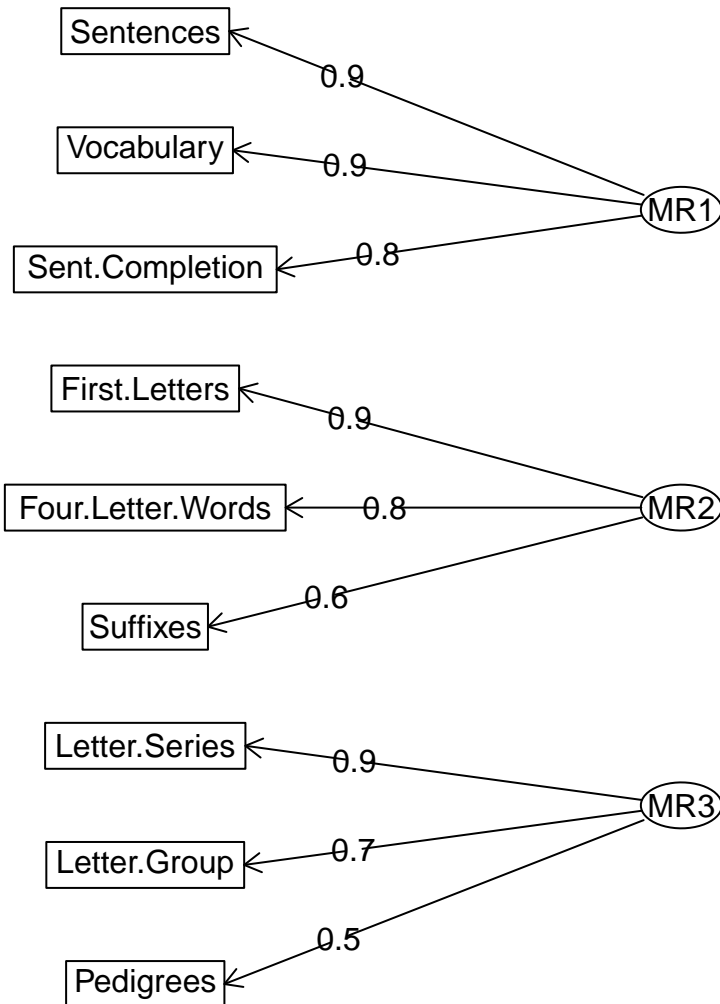 Sentences
0.9
Vocabulary
0.9
MR1
Sent.Completion
0.8
First.Letters
0.9
Four.Letter.Words
0.8
MR2
Suffixes
0.6
Letter.Series
0.9
MR3
Letter.Group
0.7
Pedigrees
0.5